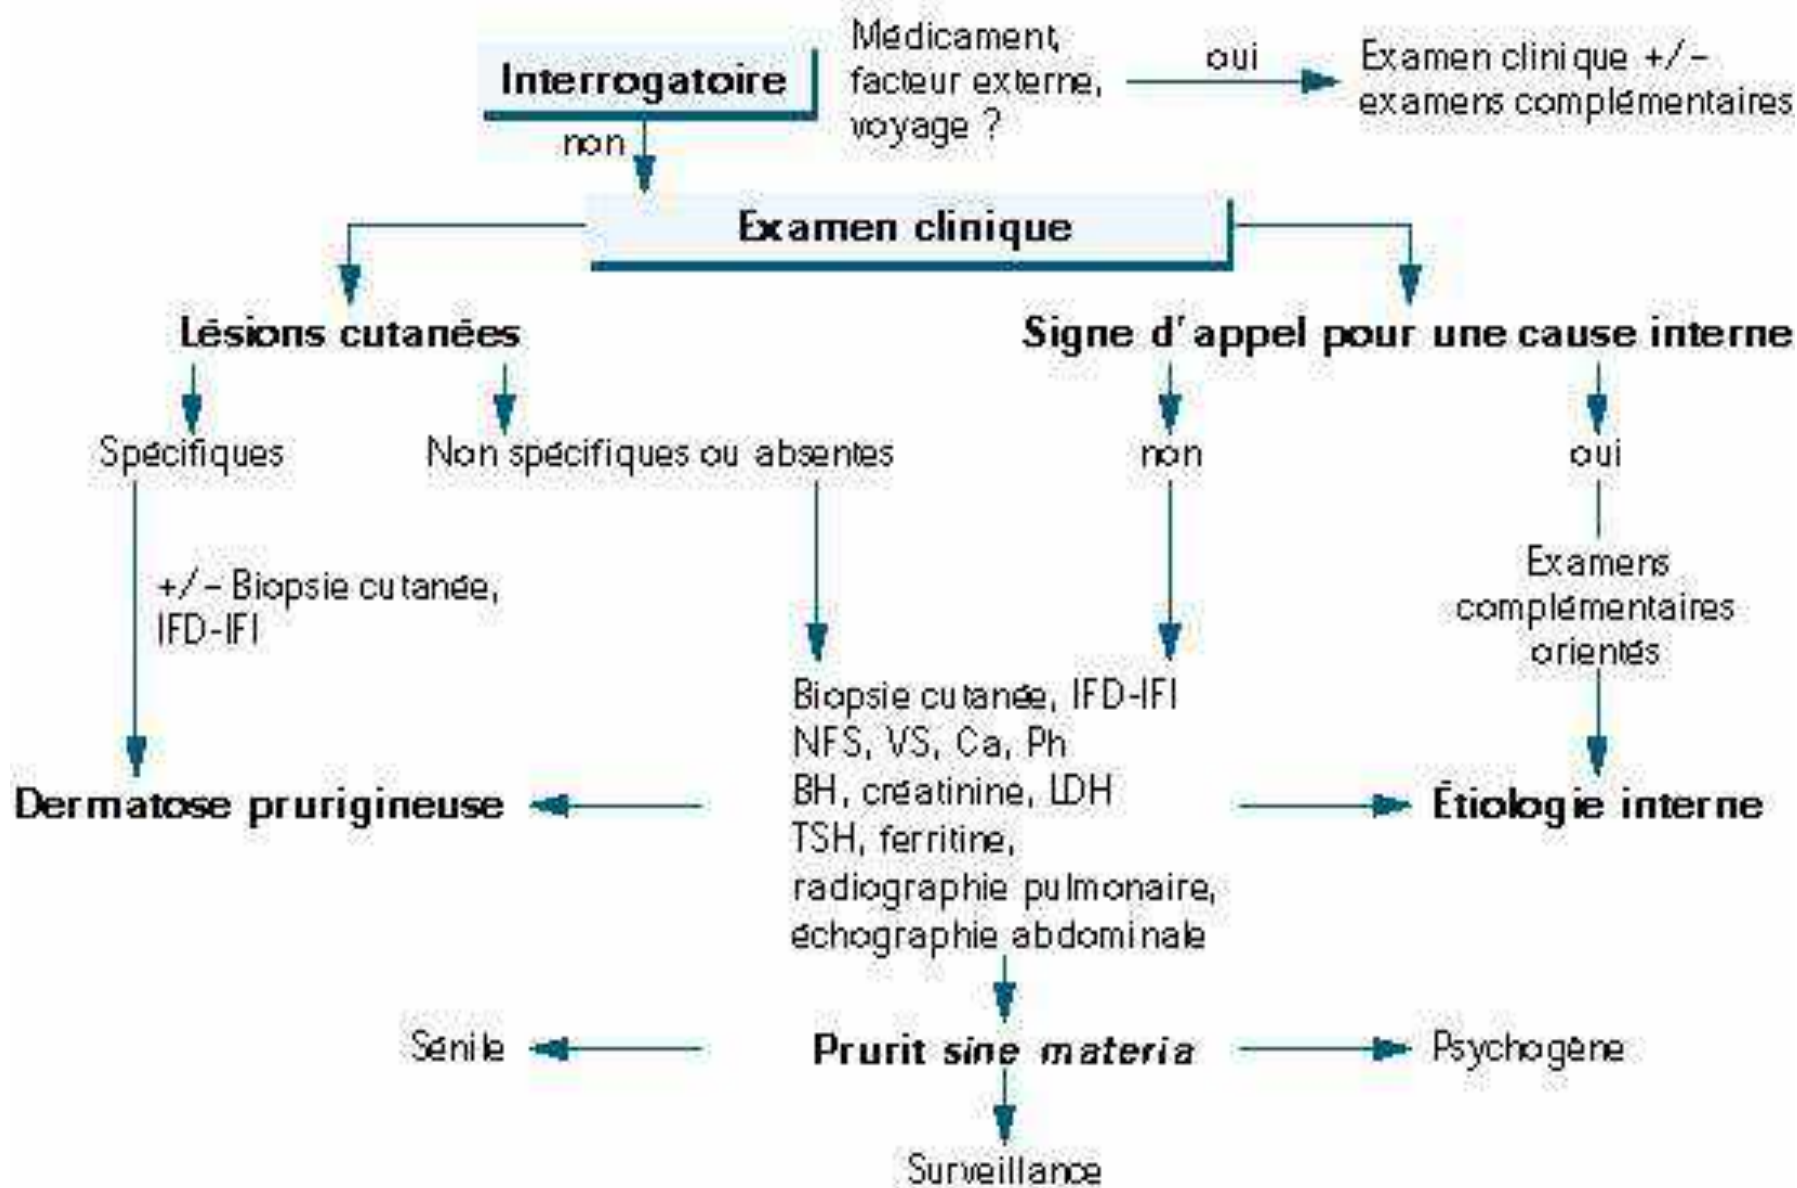 Interrogatoire
Médicament,
facteur externe,
voyage ?
oui
Examen clinique +/–
examens complémentaires
non
Examen clinique
Lésions cutanées
Signe d'appel pour une cause interne
Spécifiques
Non spécifiques ou absentes
non
oui
+/– Biopsie cutanée,
IFD-IFI
Examens
complémentaires
orientés
Biopsie cutanée, IFD-IFI
NFS, VS, Ca, Ph
BH, créatinine, LDH
TSH, ferritine,
radiographie pulmonaire,
échographie abdominale
Dermatose prurigineuse
Étiologie interne
Sénile
Prurit sine materia
Psychogène
Surveillance